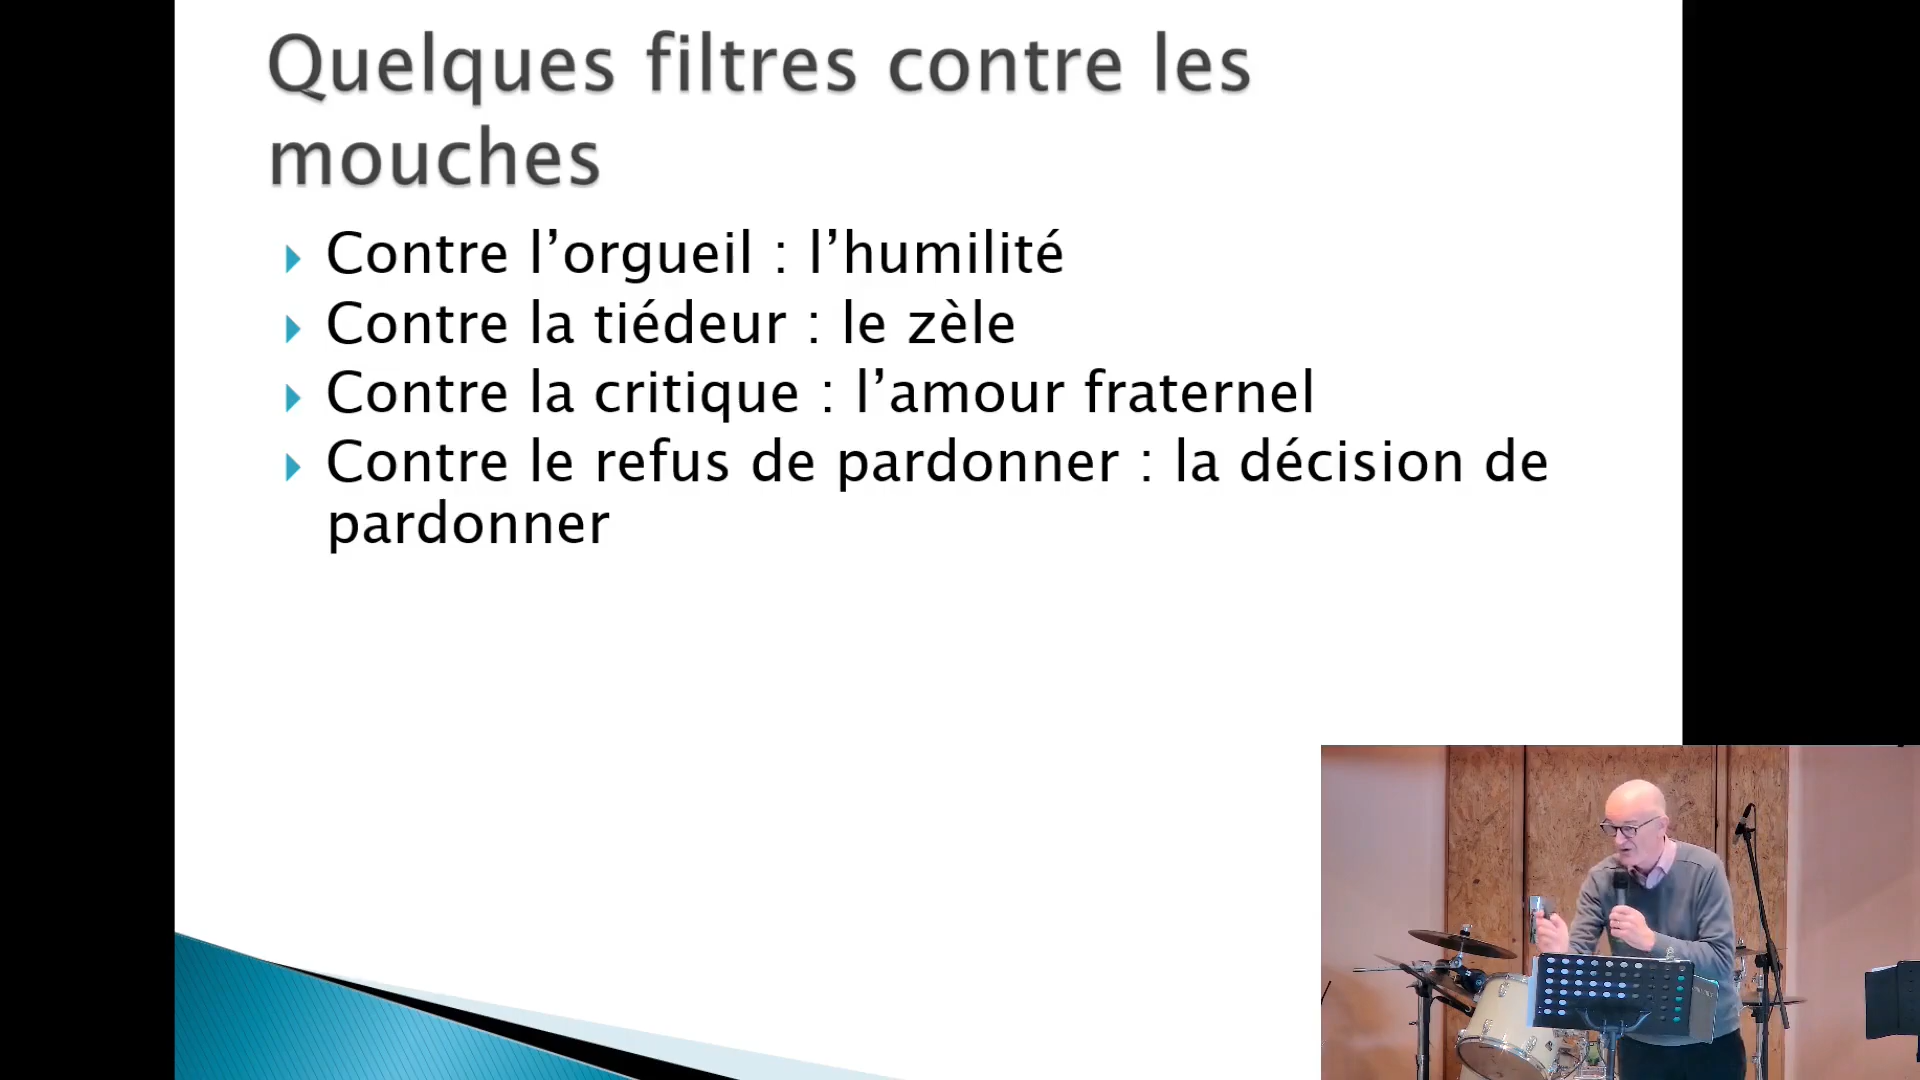 Quelques filtres contre les
mouches
Contre l’orgueil : l’humilité
Contre la tiédeur : le zèle
Contre la critique : l’amour fraternel
Contre le refus de pardonner : la décision de
pardonner